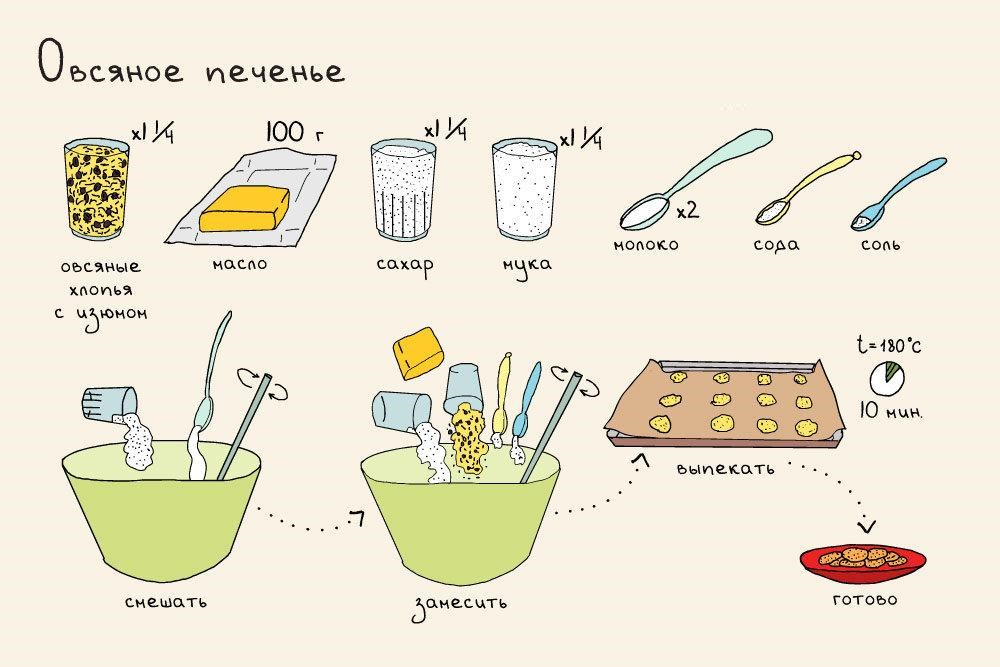 Овсяное печенье
x1 1/4
100 г
x1 1/4
x1 1/4
x2
овсяные
хлопья
с изюмом
масло
сахар
мука
молоко
сода
соль
t=180°C
10 мин.
смешать
замесить
выпекать
готово